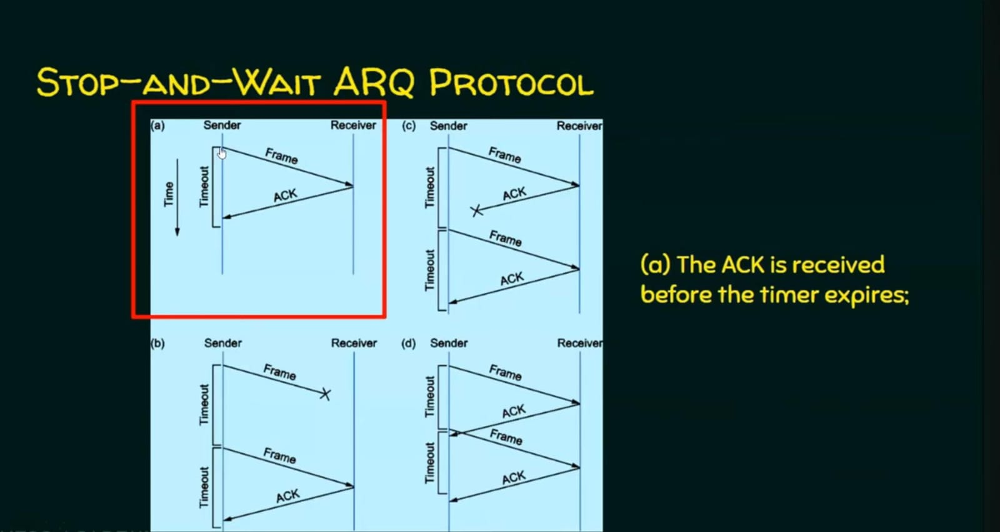 STOP-AND-WAIT ARQ PROTOCOL
(a) Sender Receiver
Frame
Timeout
Time
ACK
(c) Sender Receiver
Frame
Timeout
ACK
Frame
Timeout
ACK
(a) The ACK is received
before the timer expires;
(b) Sender Receiver
Frame
Timeout
Frame
Timeout
ACK
(d) Sender Receiver
Frame
Timeout
ACK
Frame
Timeout
ACK